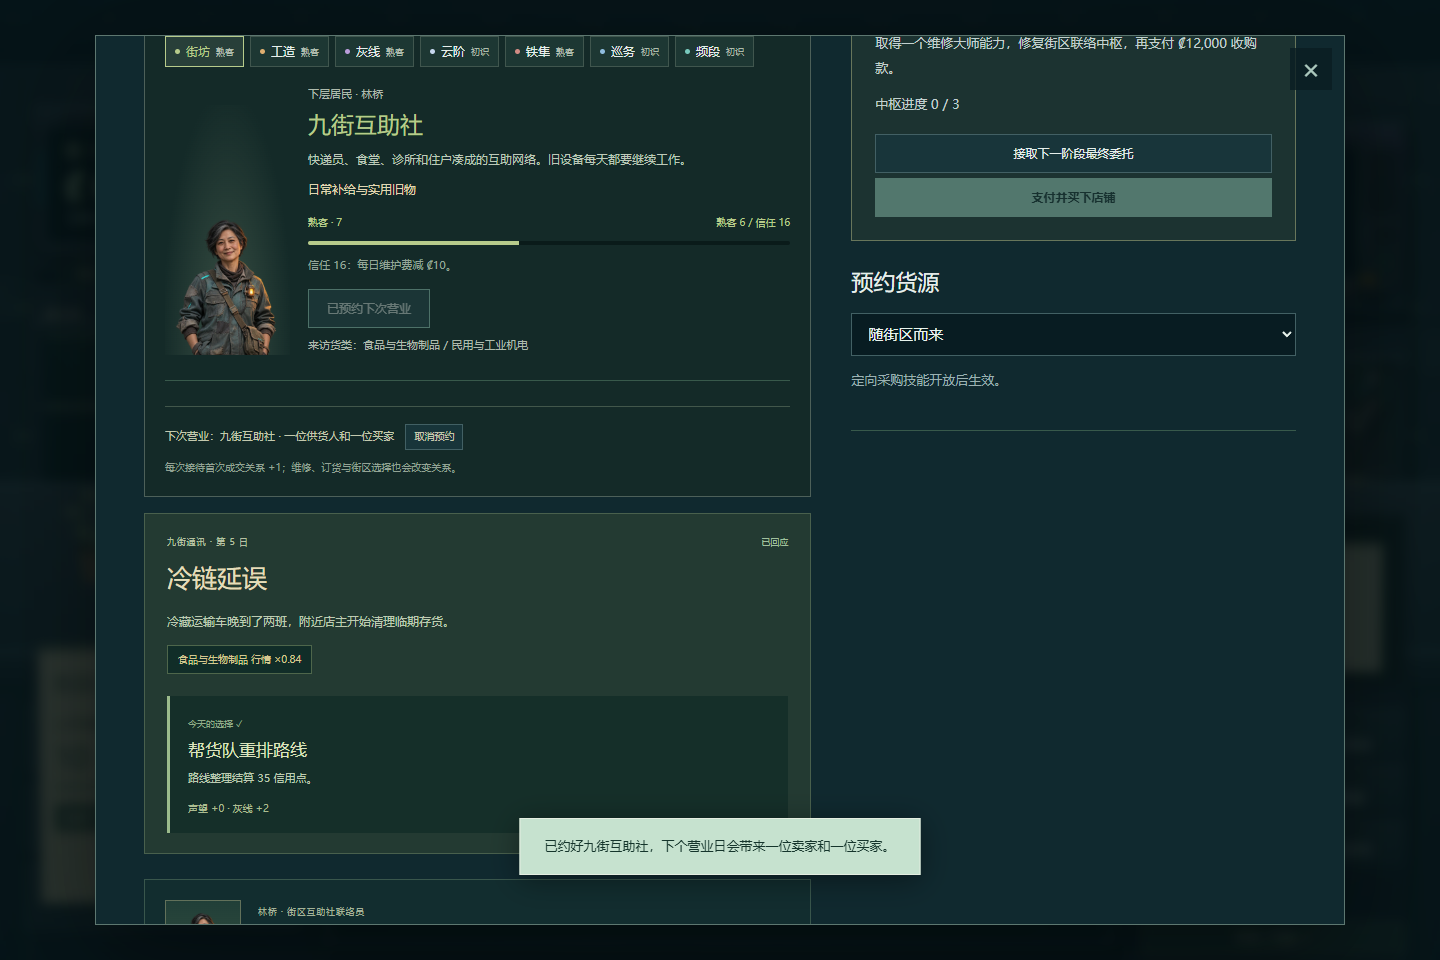 街坊 熟客
工造 熟客
灰线 熟客
云阶 初识
铁隼 熟客
巡务 初识
频段 初识
下层居民 · 林桥
九街互助社
快递员、食堂、诊所和住户凑成的互助网络。旧设备每天都要继续工作。
日常补给与实用旧物
熟客 · 7
熟客 6 / 信任 16
信任 16：每日维护费减 ₡10。
已预约下次营业
来访货类：食品与生物制品 / 民用与工业机电
下次营业：九街互助社 · 一位供货人和一位买家
取消预约
每次接待首次成交关系 +1；维修、订货与街区选择也会改变关系。
九街通讯 · 第 5 日
已回应
冷链延误
冷藏运输车晚到了两班，附近店主开始清理临期存货。
食品与生物制品 行情 ×0.84
今天的选择 ✓
帮货队重排路线
路线整理结算 35 信用点。
声望 +0 · 灰线 +2
林桥 · 街区互助社联络员
取得一个维修大师能力，修复街区联络中枢，再支付 ₡12,000 收购
款。
中枢进度 0 / 3
接取下一阶段最终委托
支付并买下店铺
预约货源
随街区而来
定向采购技能开放后生效。
已约好九街互助社，下个营业日会带来一位卖家和一位买家。